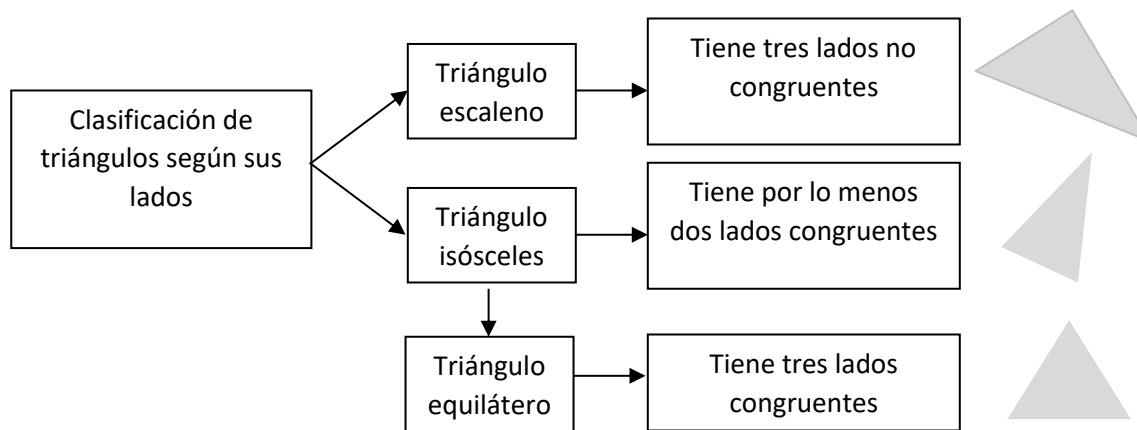 Clasificación de
triángulos según sus
lados
Triángulo
escaleno
Tiene tres lados no
congruentes
Triángulo
isósceles
Tiene por lo menos
dos lados congruentes
Triángulo
equilátero
Tiene tres lados
congruentes